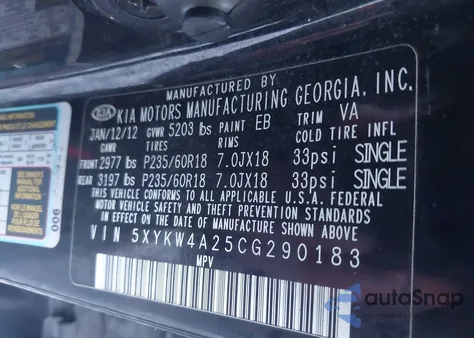 MANUFACTURED BY
KIA KIA MOTORS MANUFACTURING GEORGIA, INC.
JAN/12/12 GVWR 5203 lbs PAINT EB TRIM VA
GAWR TIRES RIMS COLD TIRE INFL
FRONT 2977 lbs P235/60R18 7.0JX18 33psi SINGLE
REAR 3197 lbs P235/60R18 7.0JX18 33psi SINGLE
THIS VEHICLE CONFORMS TO ALL APPLICABLE U.S.A. FEDERAL
MOTOR VEHICLE SAFETY AND THEFT PREVENTION STANDARDS
IN EFFECT ON THE DATE OF MANUFACTURE SHOWN ABOVE.
VIN 5XYKW4A25CG290183
MPV
900
autoSnap